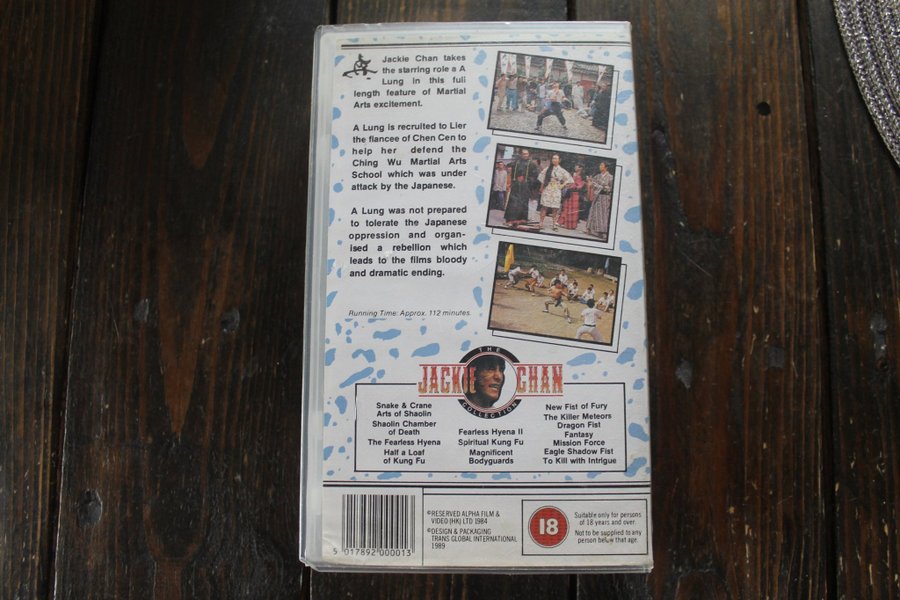 Jackie Chan takes
the starring role a A
Lung in this full
length feature of Martial
Arts excitement.
A Lung is recruited to Lier
the fiancee of Chen Cen to
help her defend the
Ching Wu Martial Arts
School which was under
attack by the Japanese.
A Lung was not prepared
to tolerate the Japanese
oppression and organ-
ised a rebellion which
leads to the films bloody
and dramatic ending.
Running Time: Approx. 112 minutes.
THE
JACKIE CHAN
COLLECTION
Snake & Crane
Arts of Shaolin
Shaolin Chamber
of Death
The Fearless Hyena
Half a Loaf
of Kung Fu
Fearless Hyena II
Spiritual Kung Fu
Magnificent
Bodyguards
New Fist of Fury
The Killer Meteors
Dragon Fist
Fantasy
Mission Force
Eagle Shadow Fist
To Kill with Intrigue
5 017892 000013
©RESERVED ALPHA FILM &
VIDEO (HK) LTD 1984
©DESIGN & PACKAGING
TRANS GLOBAL INTERNATIONAL
1989
18
Suitable only for persons
of 18 years and over.
Not to be supplied to any
person below that age.